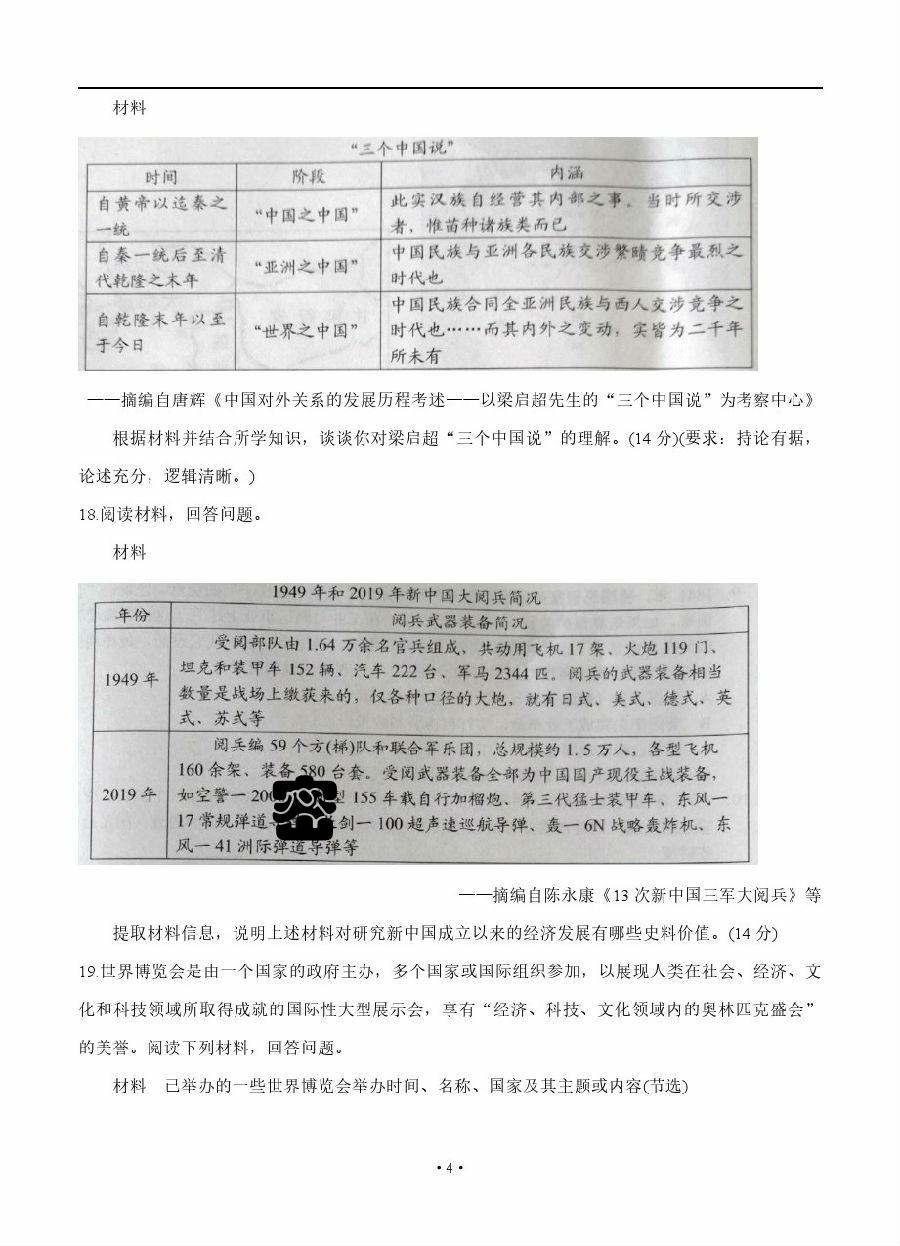 材料
“三个中国说”
时间 阶段 内涵
自黄帝以迄秦之一统 “中国之中国” 此实汉族自经营其内部之事。当时所交涉者，惟苗种诸族类而已
自秦一统后至清代乾隆之末年 “亚洲之中国” 中国民族与亚洲各民族交涉繁赜竞争最烈之时代也
自乾隆末年以至于今日 “世界之中国” 中国民族合同全亚洲民族与西人交涉竞争之时代也……而其内外之变动，实皆为二千年所未有
——摘编自唐辉《中国对外关系的发展历程考述——以梁启超先生的“三个中国说”为考察中心》
根据材料并结合所学知识，谈谈你对梁启超“三个中国说”的理解。(14 分)(要求：持论有据，
论述充分，逻辑清晰。)
18.阅读材料，回答问题。
材料
1949 年和 2019 年新中国大阅兵简况
年份 阅兵武器装备简况
1949 年 受阅部队由 1.64 万余名官兵组成，共动用飞机 17 架、火炮 119 门、
坦克和装甲车 152 辆、汽车 222 台、军马 2344 匹。阅兵的武器装备相当
数量是战场上缴获来的，仅各种口径的大炮，就有日式、美式、德式、英
式、苏式等
2019 年 阅兵编 59 个方(梯)队和联合军乐团，总规模约 1.5 万人，各型飞机
160 余架、装备 580 台套。受阅武器装备全部为中国国产现役主战装备，
如空警一 200 型 155 车载自行加榴炮、第三代猛士装甲车、东风一
17 常规弹道 剑一 100 超声速巡航导弹、轰一 6N 战略轰炸机、东
风一 41 洲际弹道导弹等
——摘编自陈永康《13 次新中国三军大阅兵》等
提取材料信息，说明上述材料对研究新中国成立以来的经济发展有哪些史料价值。(14 分)
19.世界博览会是由一个国家的政府主办，多个国家或国际组织参加，以展现人类在社会、经济、文
化和科技领域所取得成就的国际性大型展示会，享有“经济、科技、文化领域内的奥林匹克盛会”
的美誉。阅读下列材料，回答问题。
材料 已举办的一些世界博览会举办时间、名称、国家及其主题或内容(节选)
·4·